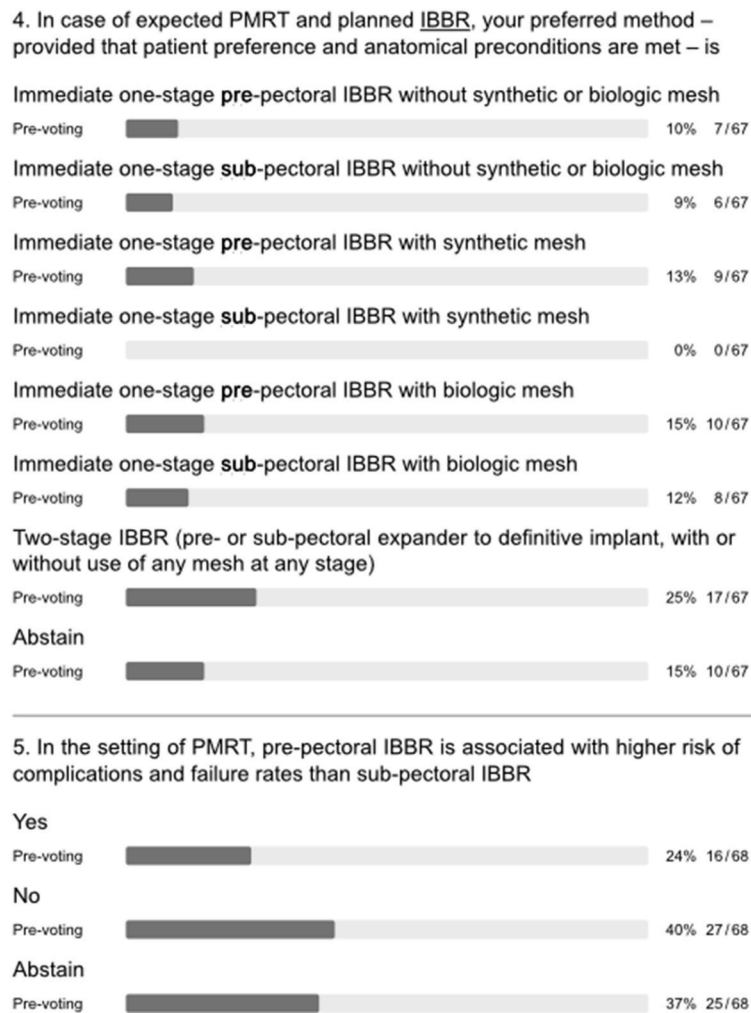 4. In case of expected PMRT and planned IBBR, your preferred method –
provided that patient preference and anatomical preconditions are met – is
Immediate one-stage pre-pectoral IBBR without synthetic or biologic mesh
Pre-voting 10% 7/67
Immediate one-stage sub-pectoral IBBR without synthetic or biologic mesh
Pre-voting 9% 6/67
Immediate one-stage pre-pectoral IBBR with synthetic mesh
Pre-voting 13% 9/67
Immediate one-stage sub-pectoral IBBR with synthetic mesh
Pre-voting 0% 0/67
Immediate one-stage pre-pectoral IBBR with biologic mesh
Pre-voting 15% 10/67
Immediate one-stage sub-pectoral IBBR with biologic mesh
Pre-voting 12% 8/67
Two-stage IBBR (pre- or sub-pectoral expander to definitive implant, with or
without use of any mesh at any stage)
Pre-voting 25% 17/67
Abstain
Pre-voting 15% 10/67
5. In the setting of PMRT, pre-pectoral IBBR is associated with higher risk of
complications and failure rates than sub-pectoral IBBR
Yes
Pre-voting 24% 16/68
No
Pre-voting 40% 27/68
Abstain
Pre-voting 37% 25/68